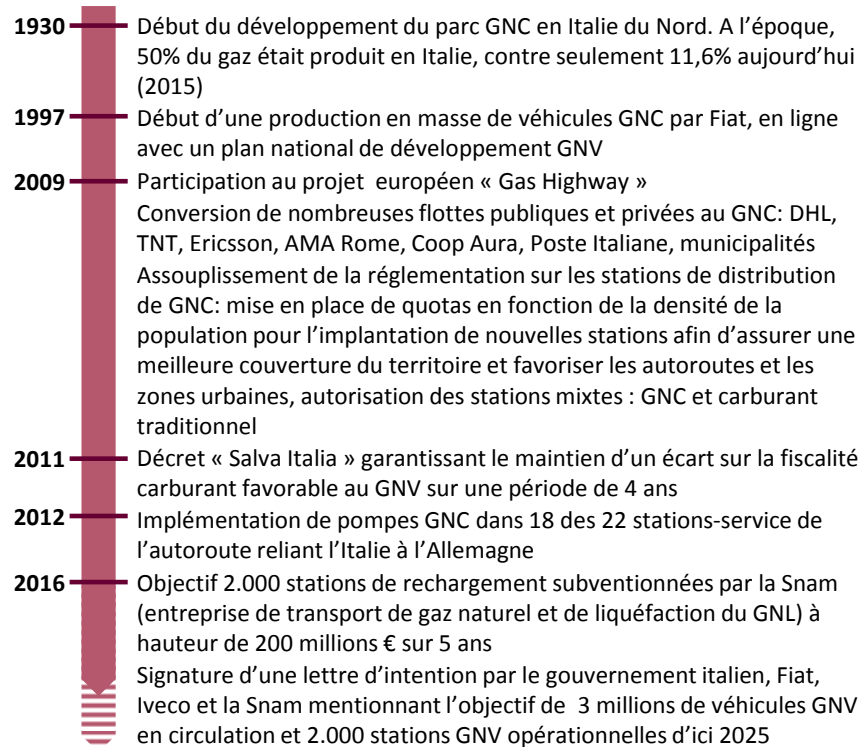 1930 Début du développement du parc GNC en Italie du Nord. A l'époque,
50% du gaz était produit en Italie, contre seulement 11,6% aujourd'hui
(2015)
1997 Début d'une production en masse de véhicules GNC par Fiat, en ligne
avec un plan national de développement GNV
2009 Participation au projet européen « Gas Highway »
Conversion de nombreuses flottes publiques et privées au GNC: DHL,
TNT, Ericsson, AMA Rome, Coop Aura, Poste Italiane, municipalités
Assouplissement de la réglementation sur les stations de distribution
de GNC: mise en place de quotas en fonction de la densité de la
population pour l'implantation de nouvelles stations afin d'assurer une
meilleure couverture du territoire et favoriser les autoroutes et les
zones urbaines, autorisation des stations mixtes : GNC et carburant
traditionnel
2011 Décret « Salva Italia » garantissant le maintien d'un écart sur la fiscalité
carburant favorable au GNV sur une période de 4 ans
2012 Implémentation de pompes GNC dans 18 des 22 stations-service de
l'autoroute reliant l'Italie à l'Allemagne
2016 Objectif 2.000 stations de rechargement subventionnées par la Snam
(entreprise de transport de gaz naturel et de liquéfaction du GNL) à
hauteur de 200 millions € sur 5 ans
Signature d'une lettre d'intention par le gouvernement italien, Fiat,
Iveco et la Snam mentionnant l'objectif de 3 millions de véhicules GNV
en circulation et 2.000 stations GNV opérationnelles d'ici 2025